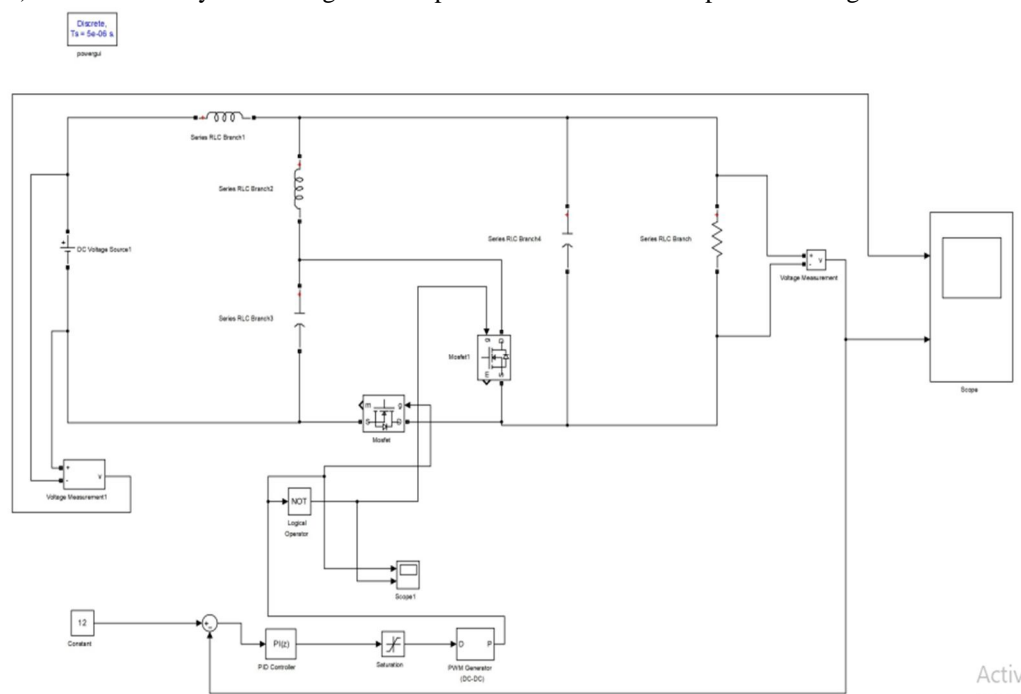 Discrete,
Ts = 5e-06 s.
powergui
Series RLC Branch1
Series RLC Branch2
DC Voltage Source1
Series RLC Branch4
Series RLC Branch
+
-
v
Voltage Measurement
Series RLC Branch3
g
D
Mosfet1
m
S
Scope
m
g
S
D
Mosfet
+
-
v
Voltage Measurement1
NOT
Logical
Operator
Scope1
12
Constant
PI(z)
PID Controller
Saturation
D
P
PWM Generator
(DC-DC)
Activ